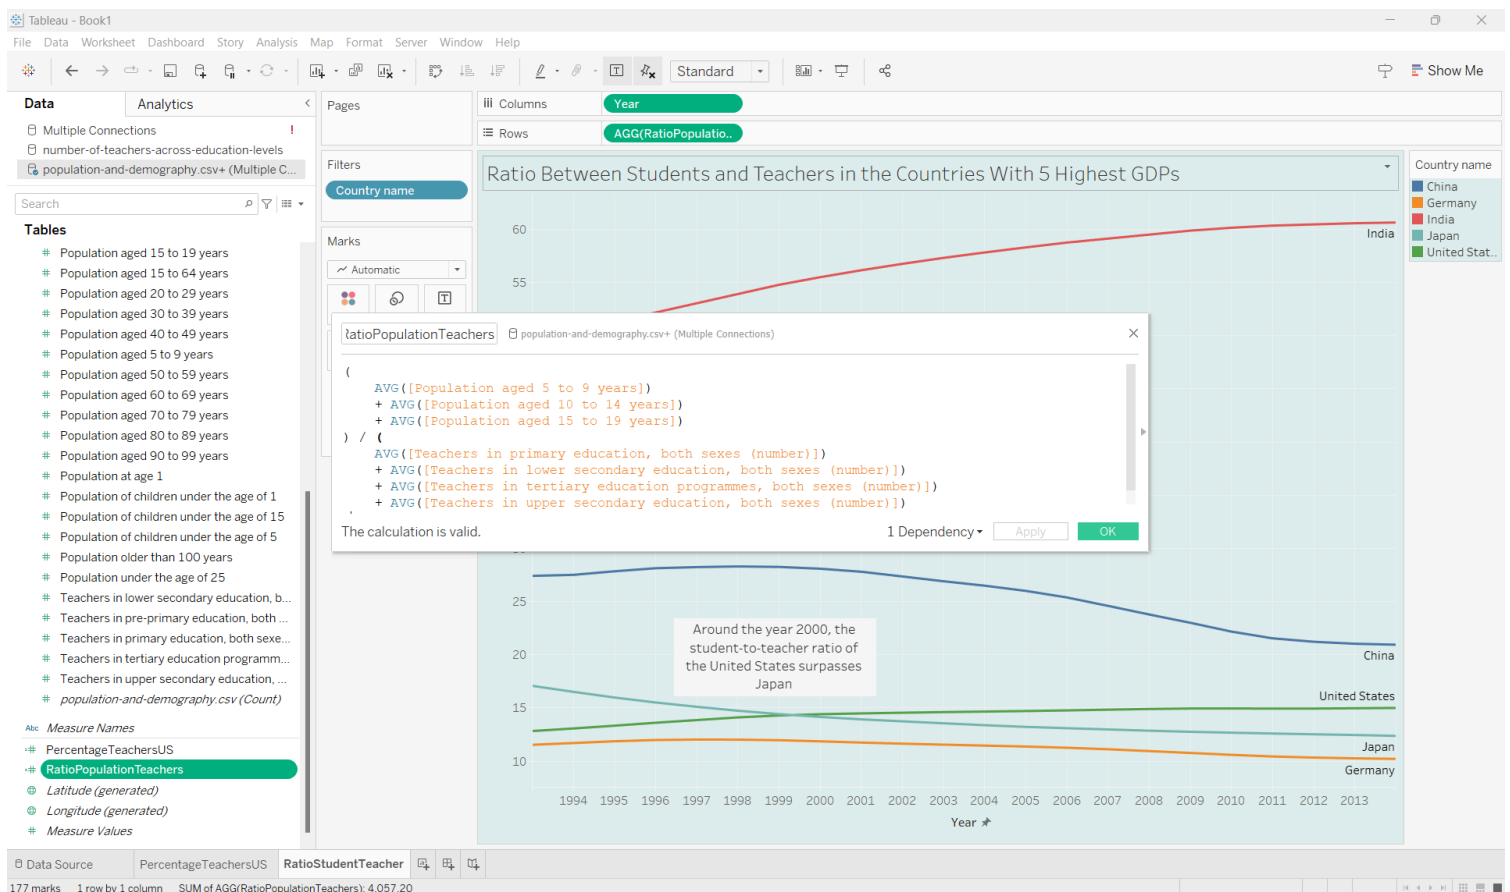 Tableau - Book1
File Data Worksheet Dashboard Story Analysis Map Format Server Window Help
Standard
Show Me
Data
Analytics
Multiple Connections !
number-of-teachers-across-education-levels
population-and-demography.csv+ (Multiple C...
Search
Tables
# Population aged 15 to 19 years
# Population aged 15 to 64 years
# Population aged 20 to 29 years
# Population aged 30 to 39 years
# Population aged 40 to 49 years
# Population aged 5 to 9 years
# Population aged 50 to 59 years
# Population aged 60 to 69 years
# Population aged 70 to 79 years
# Population aged 80 to 89 years
# Population aged 90 to 99 years
# Population at age 1
# Population of children under the age of 1
# Population of children under the age of 15
# Population of children under the age of 5
# Population older than 100 years
# Population under the age of 25
# Teachers in lower secondary education, b...
# Teachers in pre-primary education, both ...
# Teachers in primary education, both sexe...
# Teachers in tertiary education programm...
# Teachers in upper secondary education, ...
# population-and-demography.csv (Count)
Abc Measure Names
# PercentageTeachersUS
# RatioPopulationTeachers
Latitude (generated)
Longitude (generated)
# Measure Values
Pages
Filters
Country name
Marks
Automatic
Columns
Year
Rows
AGG(RatioPopulatio..
Ratio Between Students and Teachers in the Countries With 5 Highest GDPs
Country name
China
Germany
India
Japan
United Stat..
60
India
55
RatioPopulationTeachers
population-and-demography.csv+ (Multiple Connections)
(
AVG([Population aged 5 to 9 years])
+ AVG([Population aged 10 to 14 years])
+ AVG([Population aged 15 to 19 years])
) / (
AVG([Teachers in primary education, both sexes (number)])
+ AVG([Teachers in lower secondary education, both sexes (number)])
+ AVG([Teachers in tertiary education programmes, both sexes (number)])
+ AVG([Teachers in upper secondary education, both sexes (number)])
The calculation is valid.
1 Dependency
Apply
OK
25
Around the year 2000, the
student-to-teacher ratio of
the United States surpasses
Japan
20
China
United States
15
Japan
10
Germany
1994 1995 1996 1997 1998 1999 2000 2001 2002 2003 2004 2005 2006 2007 2008 2009 2010 2011 2012 2013
Year
Data Source
PercentageTeachersUS
RatioStudentTeacher
177 marks 1 row by 1 column SUM of AGG(RatioPopulationTeachers): 4,057.20